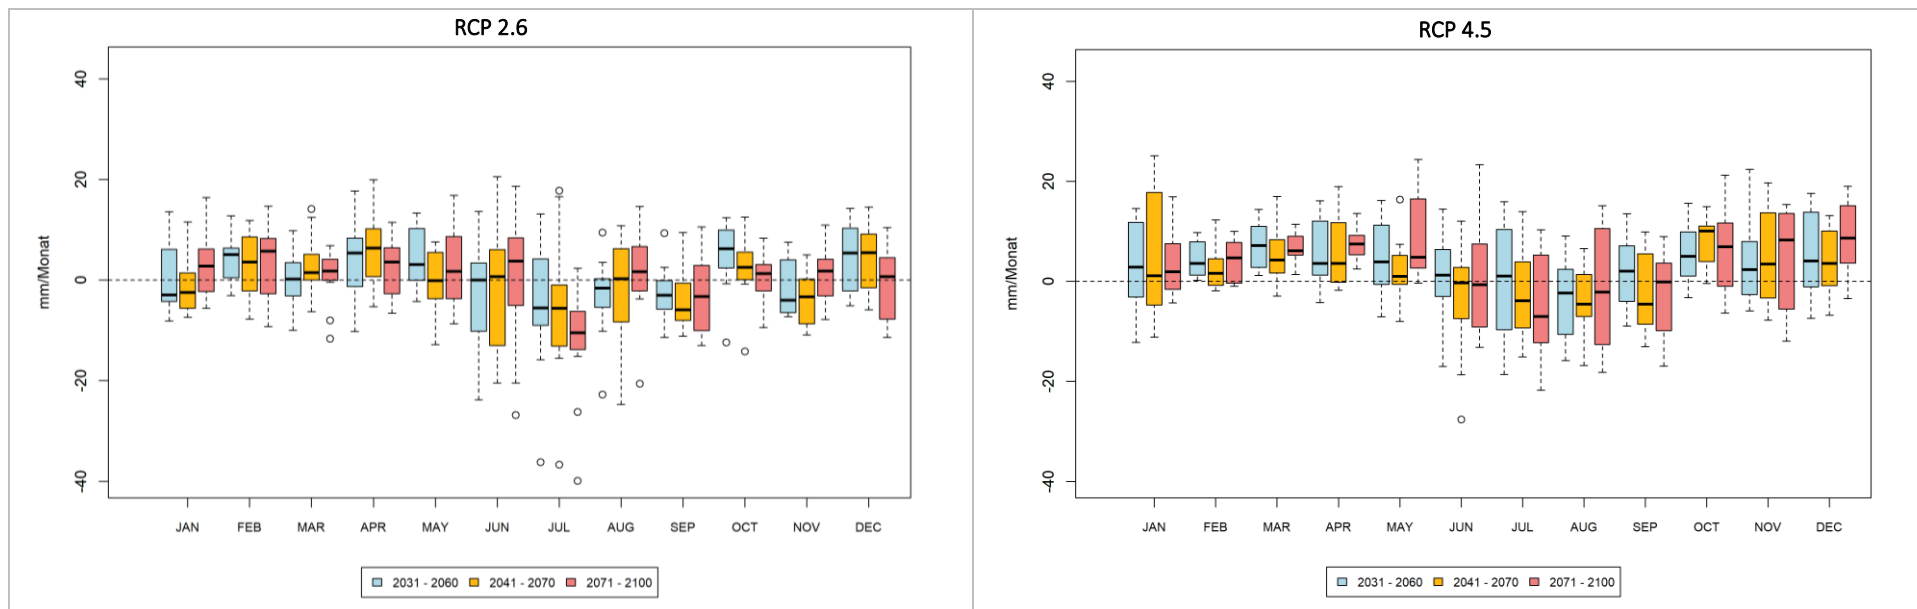 RCP 2.6
mm/Monat
40
20
0
-20
-40
JAN FEB MAR APR MAY JUN JUL AUG SEP OCT NOV DEC
2031 - 2060 2041 - 2070 2071 - 2100
RCP 4.5
mm/Monat
40
20
0
-20
-40
JAN FEB MAR APR MAY JUN JUL AUG SEP OCT NOV DEC
2031 - 2060 2041 - 2070 2071 - 2100